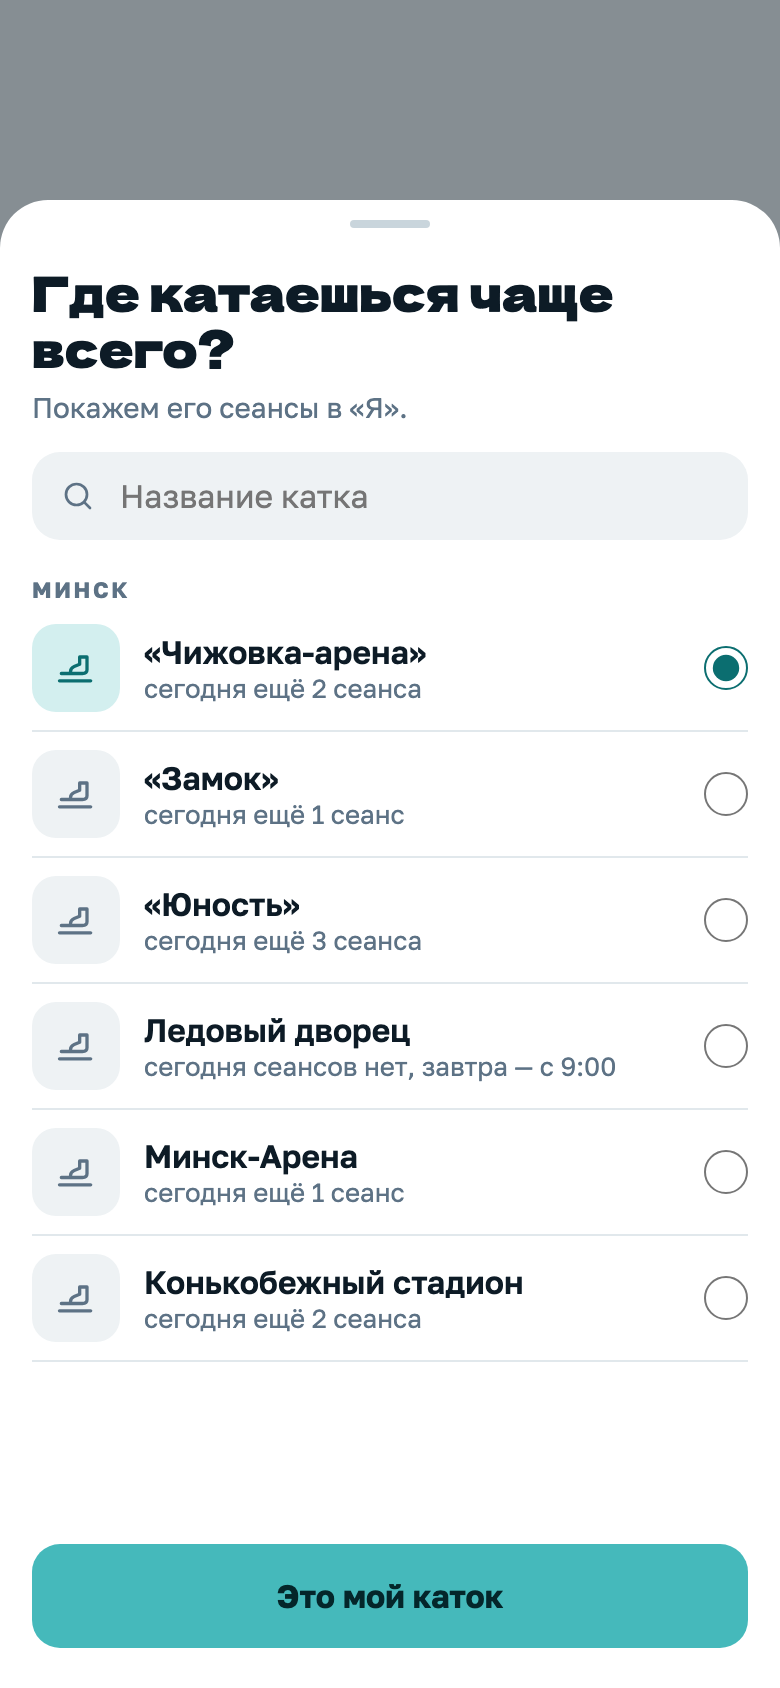 Где катаешься чаще
всего?
Покажем его сеансы в «Я».
Название катка
МИНСК
«Чижовка-арена»
сегодня ещё 2 сеанса
«Замок»
сегодня ещё 1 сеанс
«Юность»
сегодня ещё 3 сеанса
Ледовый дворец
сегодня сеансов нет, завтра — с 9:00
Минск-Арена
сегодня ещё 1 сеанс
Конькобежный стадион
сегодня ещё 2 сеанса
Это мой каток